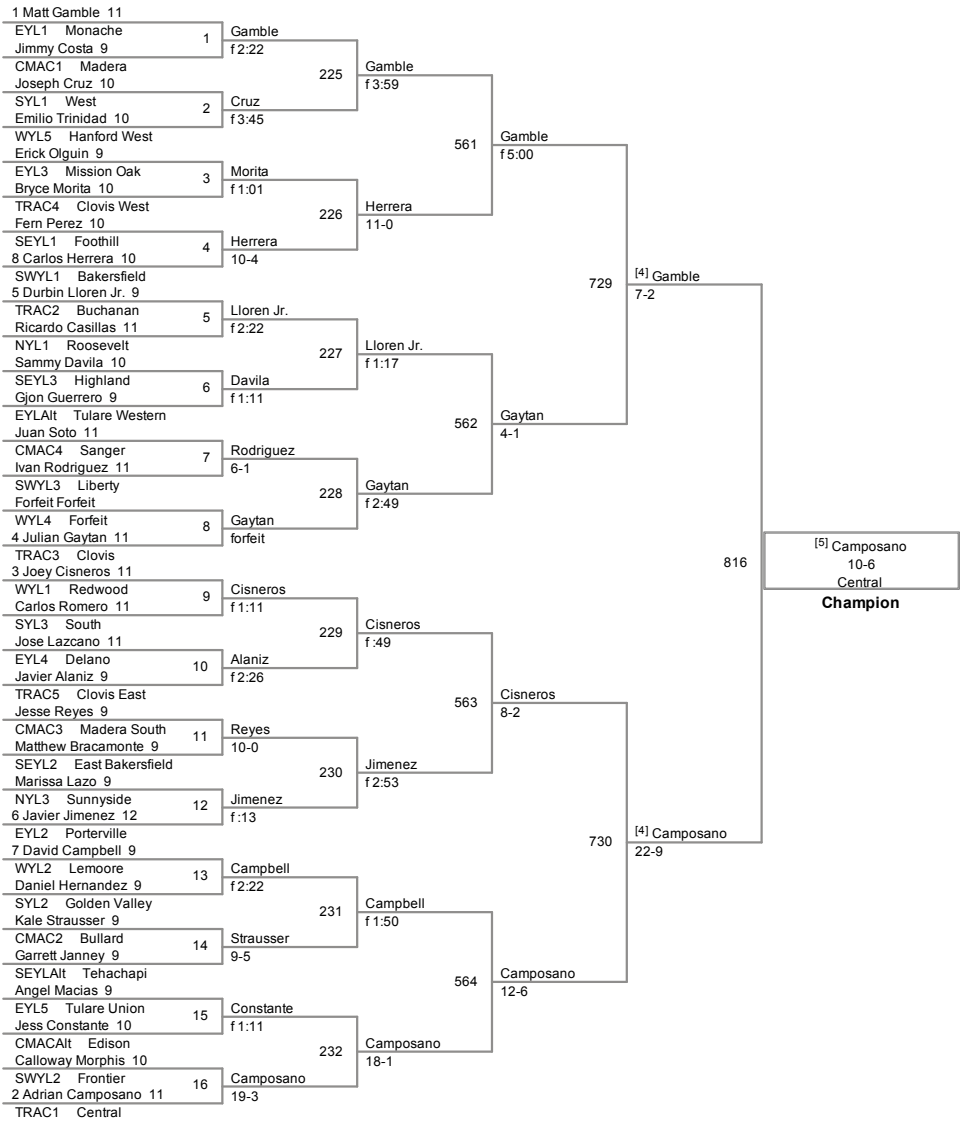 1 Matt Gamble 11
EYL1 Monache
Jimmy Costa 9
CMAC1 Madera
Joseph Cruz 10
SYL1 West
Emilio Trinidad 10
WYL5 Hanford West
Erick Olguin 9
EYL3 Mission Oak
Bryce Morita 10
TRAC4 Clovis West
Fern Perez 10
SEYL1 Foothill
8 Carlos Herrera 10
SWYL1 Bakersfield
5 Durbin Lloren Jr. 9
TRAC2 Buchanan
Ricardo Casillas 11
NYL1 Roosevelt
Sammy Davila 10
SEYL3 Highland
Gjon Guerrero 9
EYLAlt Tulare Western
Juan Soto 11
CMAC4 Sanger
Ivan Rodriguez 11
SWYL3 Liberty
Forfeit Forfeit
WYL4 Forfeit
4 Julian Gaytan 11
TRAC3 Clovis
3 Joey Cisneros 11
WYL1 Redwood
Carlos Romero 11
SYL3 South
Jose Lazcano 11
EYL4 Delano
Javier Alaniz 9
TRAC5 Clovis East
Jesse Reyes 9
CMAC3 Madera South
Matthew Bracamonte 9
SEYL2 East Bakersfield
Marissa Lazo 9
NYL3 Sunnyside
6 Javier Jimenez 12
EYL2 Porterville
7 David Campbell 9
WYL2 Lemoore
Daniel Hernandez 9
SYL2 Golden Valley
Kale Strausser 9
CMAC2 Bullard
Garrett Janney 9
SEYLAlt Tehachapi
Angel Macias 9
EYL5 Tulare Union
Jess Constante 10
CMACAlt Edison
Calloway Morphis 10
SWYL2 Frontier
2 Adrian Camposano 11
TRAC1 Central
1
Gamble
f 2:22
2
Cruz
f 3:45
3
Morita
f 1:01
4
Herrera
10-4
5
Lloren Jr.
f 2:22
6
Davila
f 1:11
7
Rodriguez
6-1
8
Gaytan
forfeit
9
Cisneros
f 1:11
10
Alaniz
f 2:26
11
Reyes
10-0
12
Jimenez
f :13
13
Campbell
f 2:22
14
Strausser
9-5
15
Constante
f 1:11
16
Camposano
19-3
225
Gamble
f 3:59
226
Herrera
11-0
227
Lloren Jr.
f 1:17
228
Gaytan
f 2:49
229
Cisneros
f :49
230
Jimenez
f 2:53
231
Campbell
f 1:50
232
Camposano
18-1
561
Gamble
f 5:00
562
Gaytan
4-1
563
Cisneros
8-2
564
Camposano
12-6
729
[4] Gamble
7-2
730
[4] Camposano
22-9
816
[5] Camposano
10-6
Central
Champion